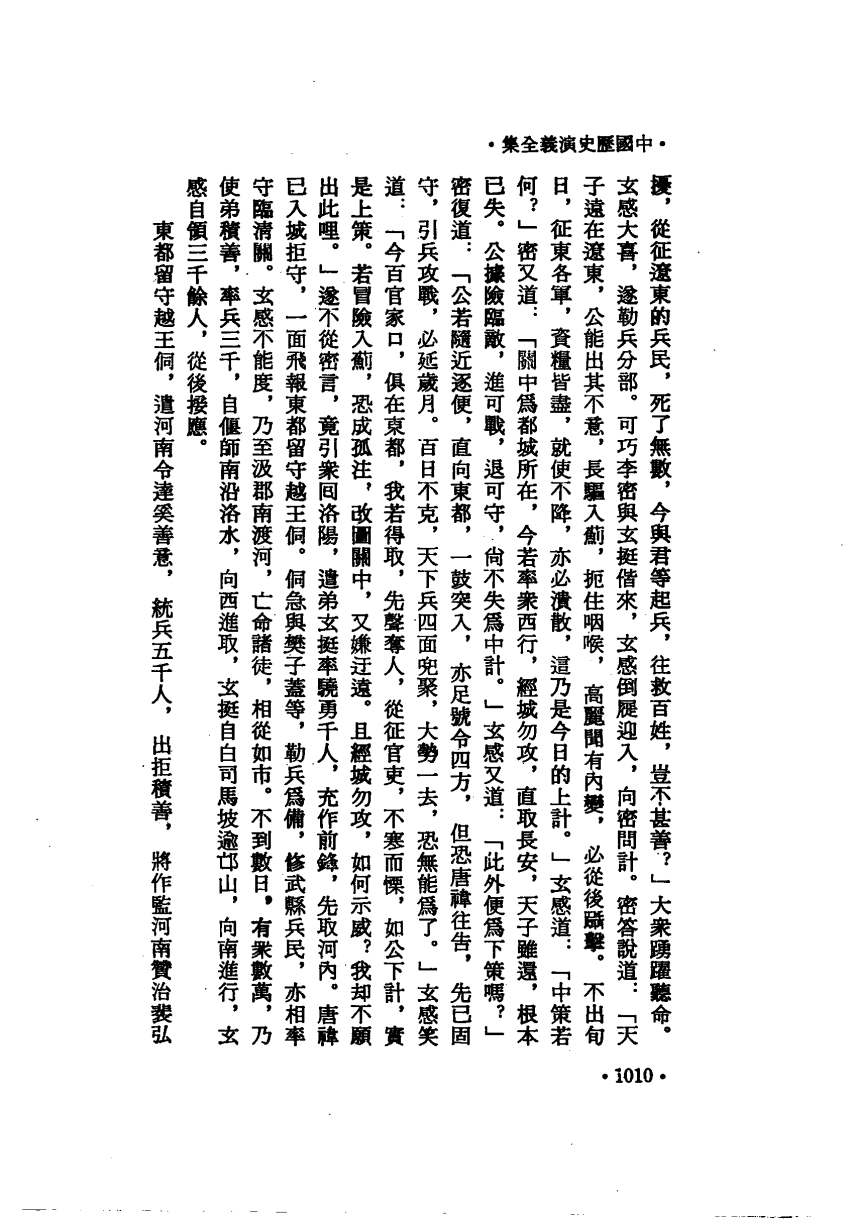 •中國歷史演義全集•
擾，從征遼東的兵民，死了無數，今與君等起兵，往救百姓，豈不甚善？」大衆踴躍聽命。
玄感大喜，遂勒兵分部。可巧李密與玄挺偕來，玄感倒屣迎入，向密問計。密答說道：「天
子遠在遼東，公能出其不意，長驅入薊，扼住咽喉，高麗聞有內變，必從後躡擊。不出旬
日，征東各軍，資糧皆盡，就使不降，亦必潰散，這乃是今日的上計。」玄感道：「中策若
何？」密又道：「關中爲都城所在，今若率衆西行，經城勿攻，直取長安，天子雖還，根本
已失。公據險臨敵，進可戰，退可守，尙不失爲中計。」玄感又道：「此外便爲下策嗎？」
密復道：「公若隨近逐便，直向東都，一鼓突入，亦足號令四方，但恐唐禕往告，先已固
守，引兵攻戰，必延歲月。百日不克，天下兵四面兜聚，大勢一去，恐無能爲了。」玄感笑
道：「今百官家口，俱在東都，我若得取，先聲奪人，從征官吏，不寒而慄，如公下計，實
是上策。若冒險入薊，恐成孤注，改圖關中，又嫌迂遠。且經城勿攻，如何示威？我却不願
出此哩。」遂不從密言，竟引衆囘洛陽，遣弟玄挺率驍勇千人，充作前鋒，先取河內。唐禕
已入城拒守，一面飛報東都留守越王侗。侗急與樊子蓋等，勒兵爲備，修武縣兵民，亦相率
守臨淸關。玄感不能度，乃至汲郡南渡河，亡命諸徒，相從如市。不到數日，有衆數萬，乃
使弟積善，率兵三千，自偃師南沿洛水，向西進取，玄挺自白司馬坡逾邙山，向南進行，玄
感自領三千餘人，從後接應。
東都留守越王侗，遣河南令達奚善意，統兵五千人，出拒積善，將作監河南贊治裴弘
•1010•